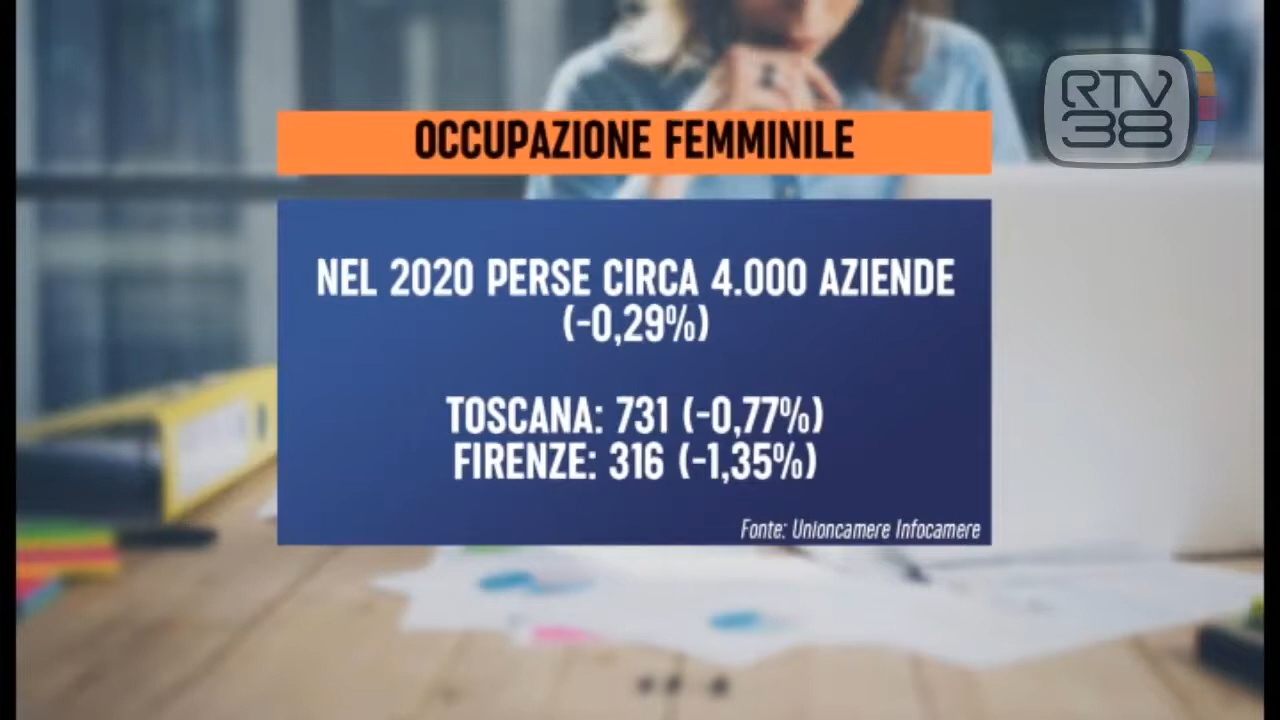 RTV
38
OCCUPAZIONE FEMMINILE
NEL 2020 PERSE CIRCA 4.000 AZIENDE
(-0,29%)
TOSCANA: 731 (-0,77%)
FIRENZE: 316 (-1,35%)
Fonte: Unioncamere Infocamere